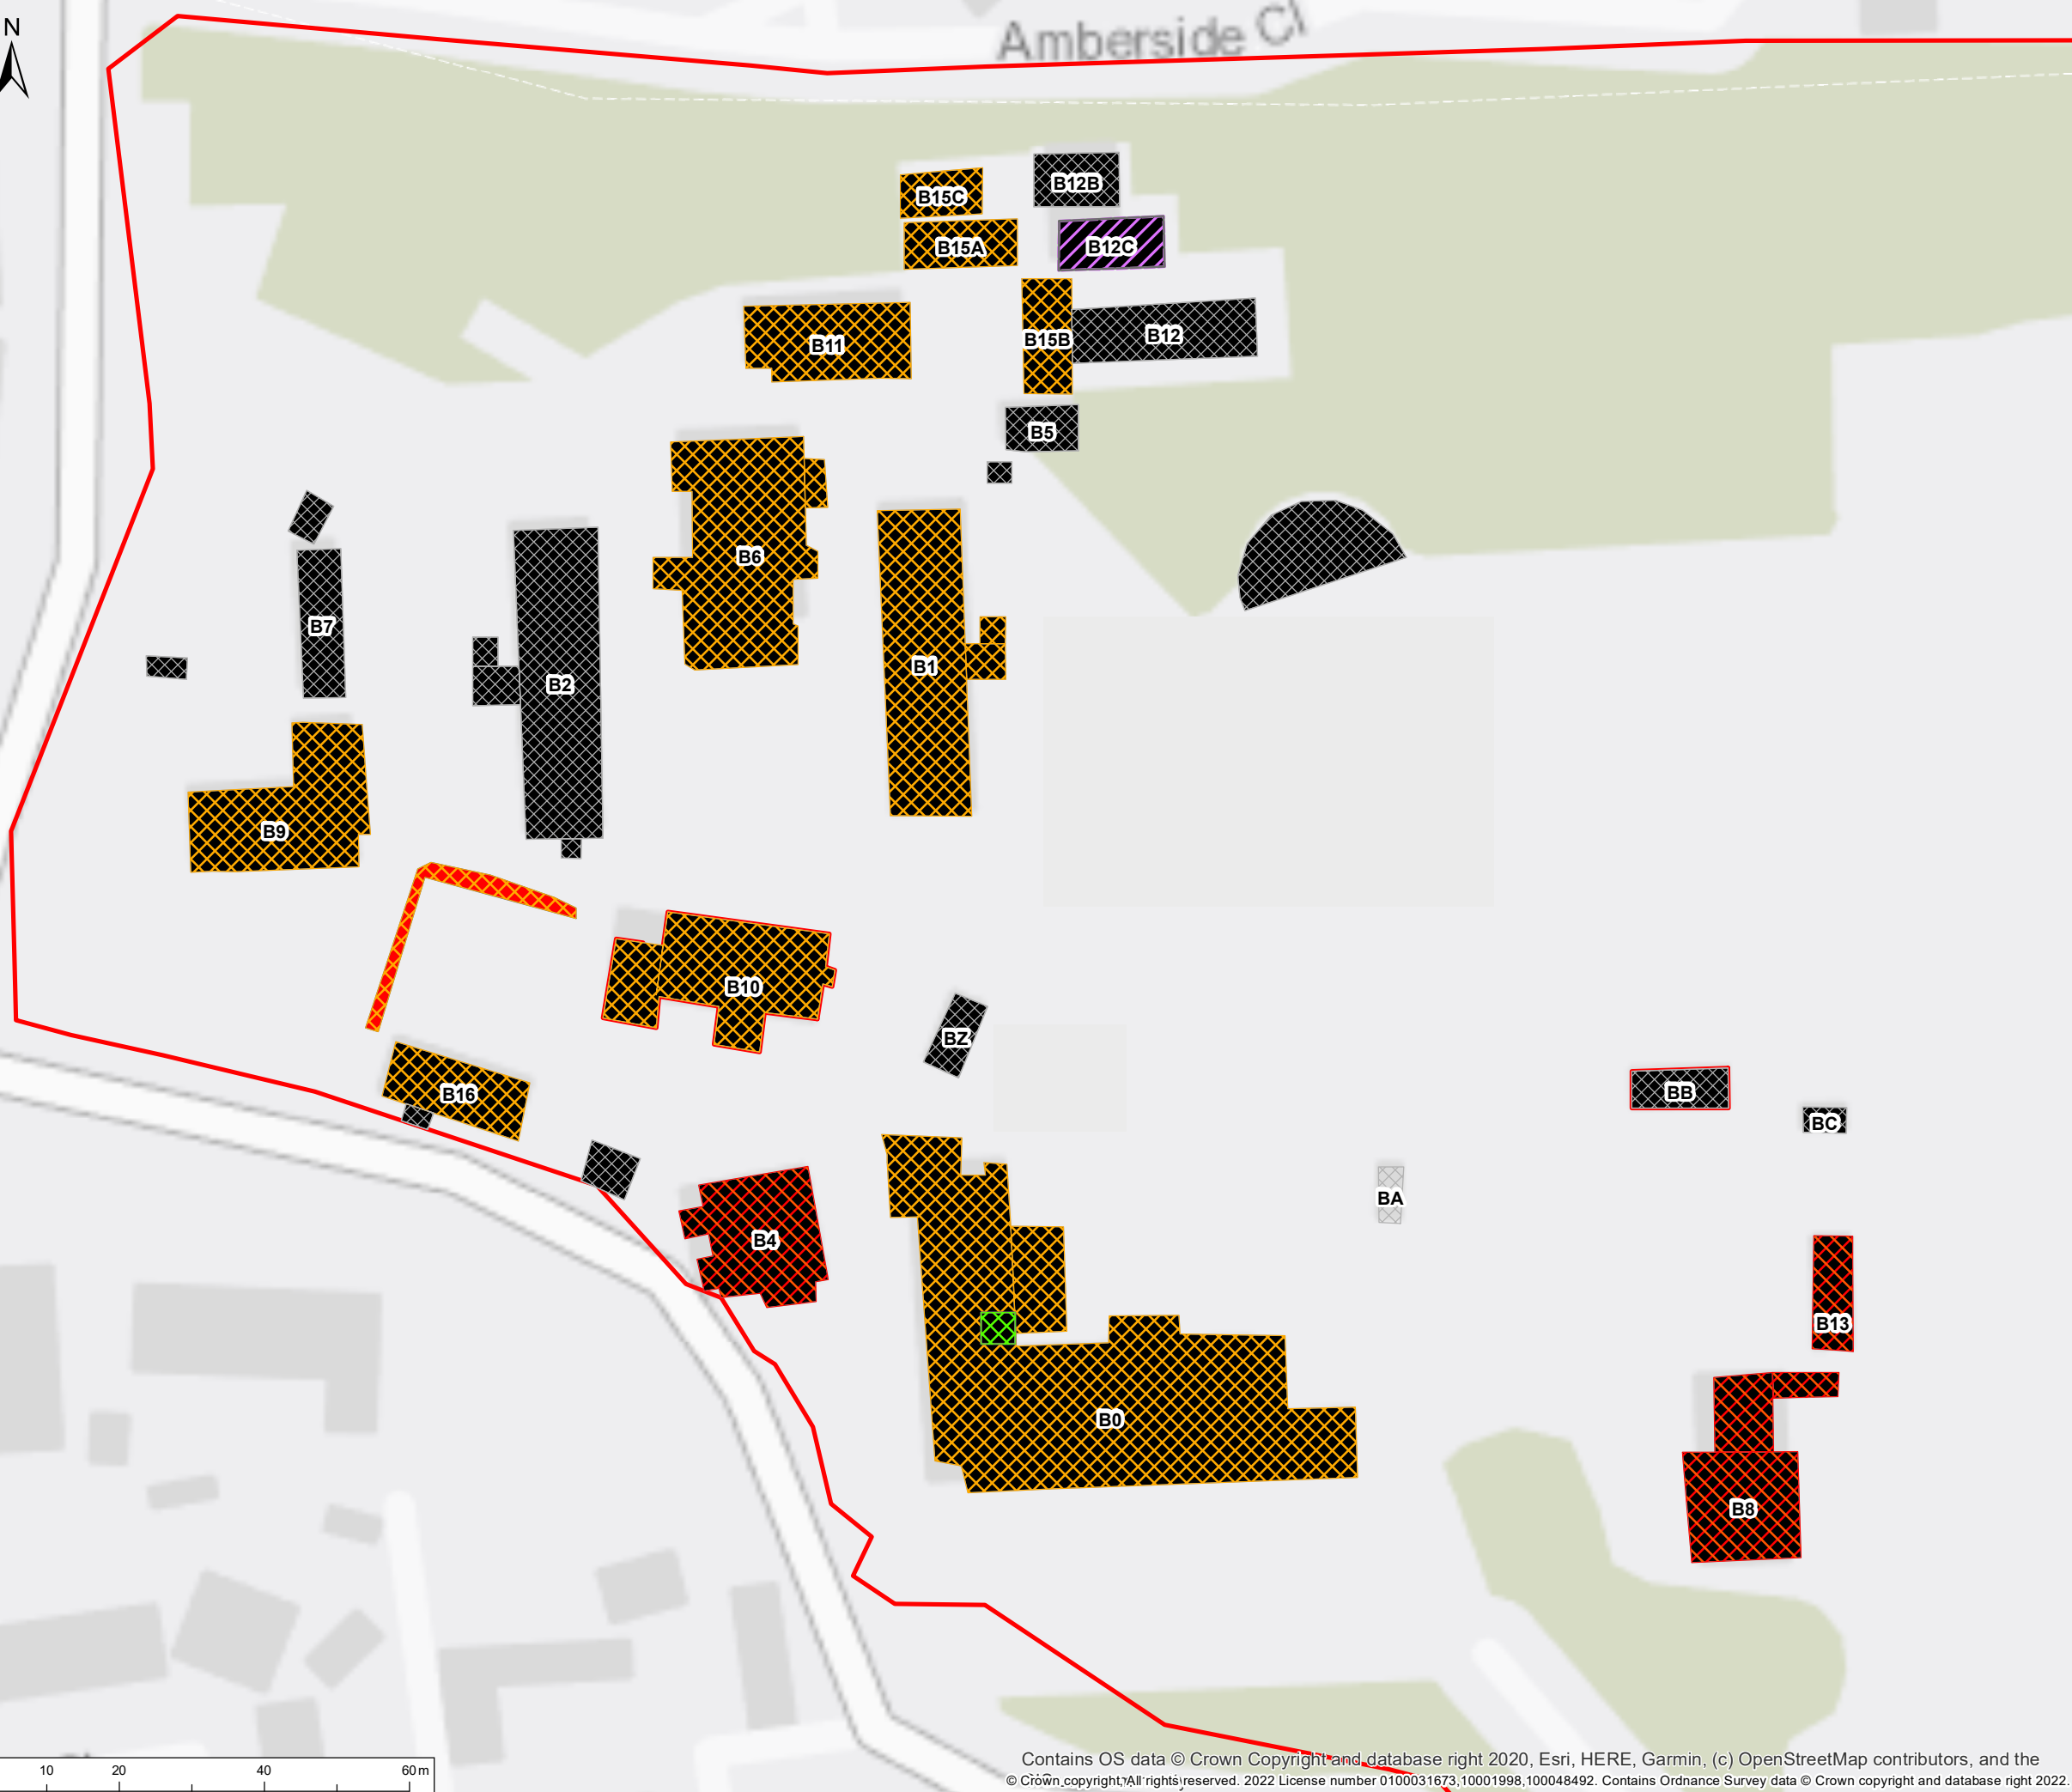 N
Amberside Cl
B15C
B12B
B15A
B12C
B11
B15B
B12
B5
B6
B7
B1
B2
B9
B10
BZ
B16
BB
BC
BA
B4
B13
B0
B8
10 20 40 60 m
Contains OS data © Crown Copyright and database right 2020, Esri, HERE, Garmin, (c) OpenStreetMap contributors, and the
© Crown copyright, All rights reserved. 2022 License number 0100031673,10001998,100048492. Contains Ordnance Survey data © Crown copyright and database right 2022